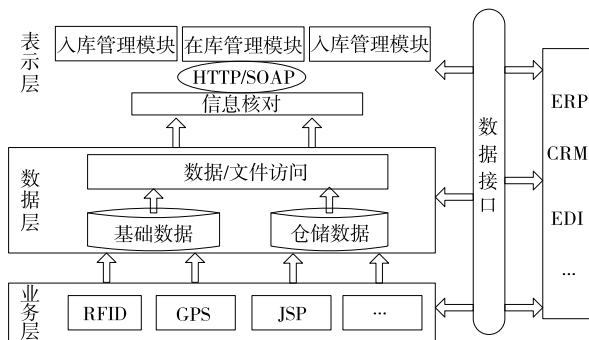 表示层
入库管理模块 在库管理模块 入库管理模块
HTTP/SOAP
信息核对
数据层
数据/文件访问
基础数据 仓储数据
业务层
RFID GPS JSP ...
数据接口
ERP
CRM
EDI
...